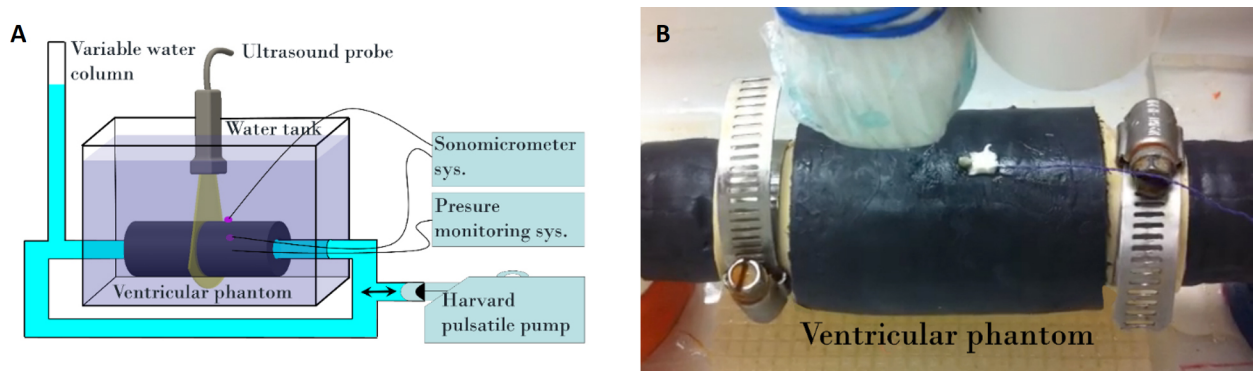 A
Variable water
column
Ultrasound probe
Water tank
Sonomicrometer
sys.
Presure
monitoring sys.
Ventricular phantom
Harvard
pulsatile pump
B
Ventricular phantom